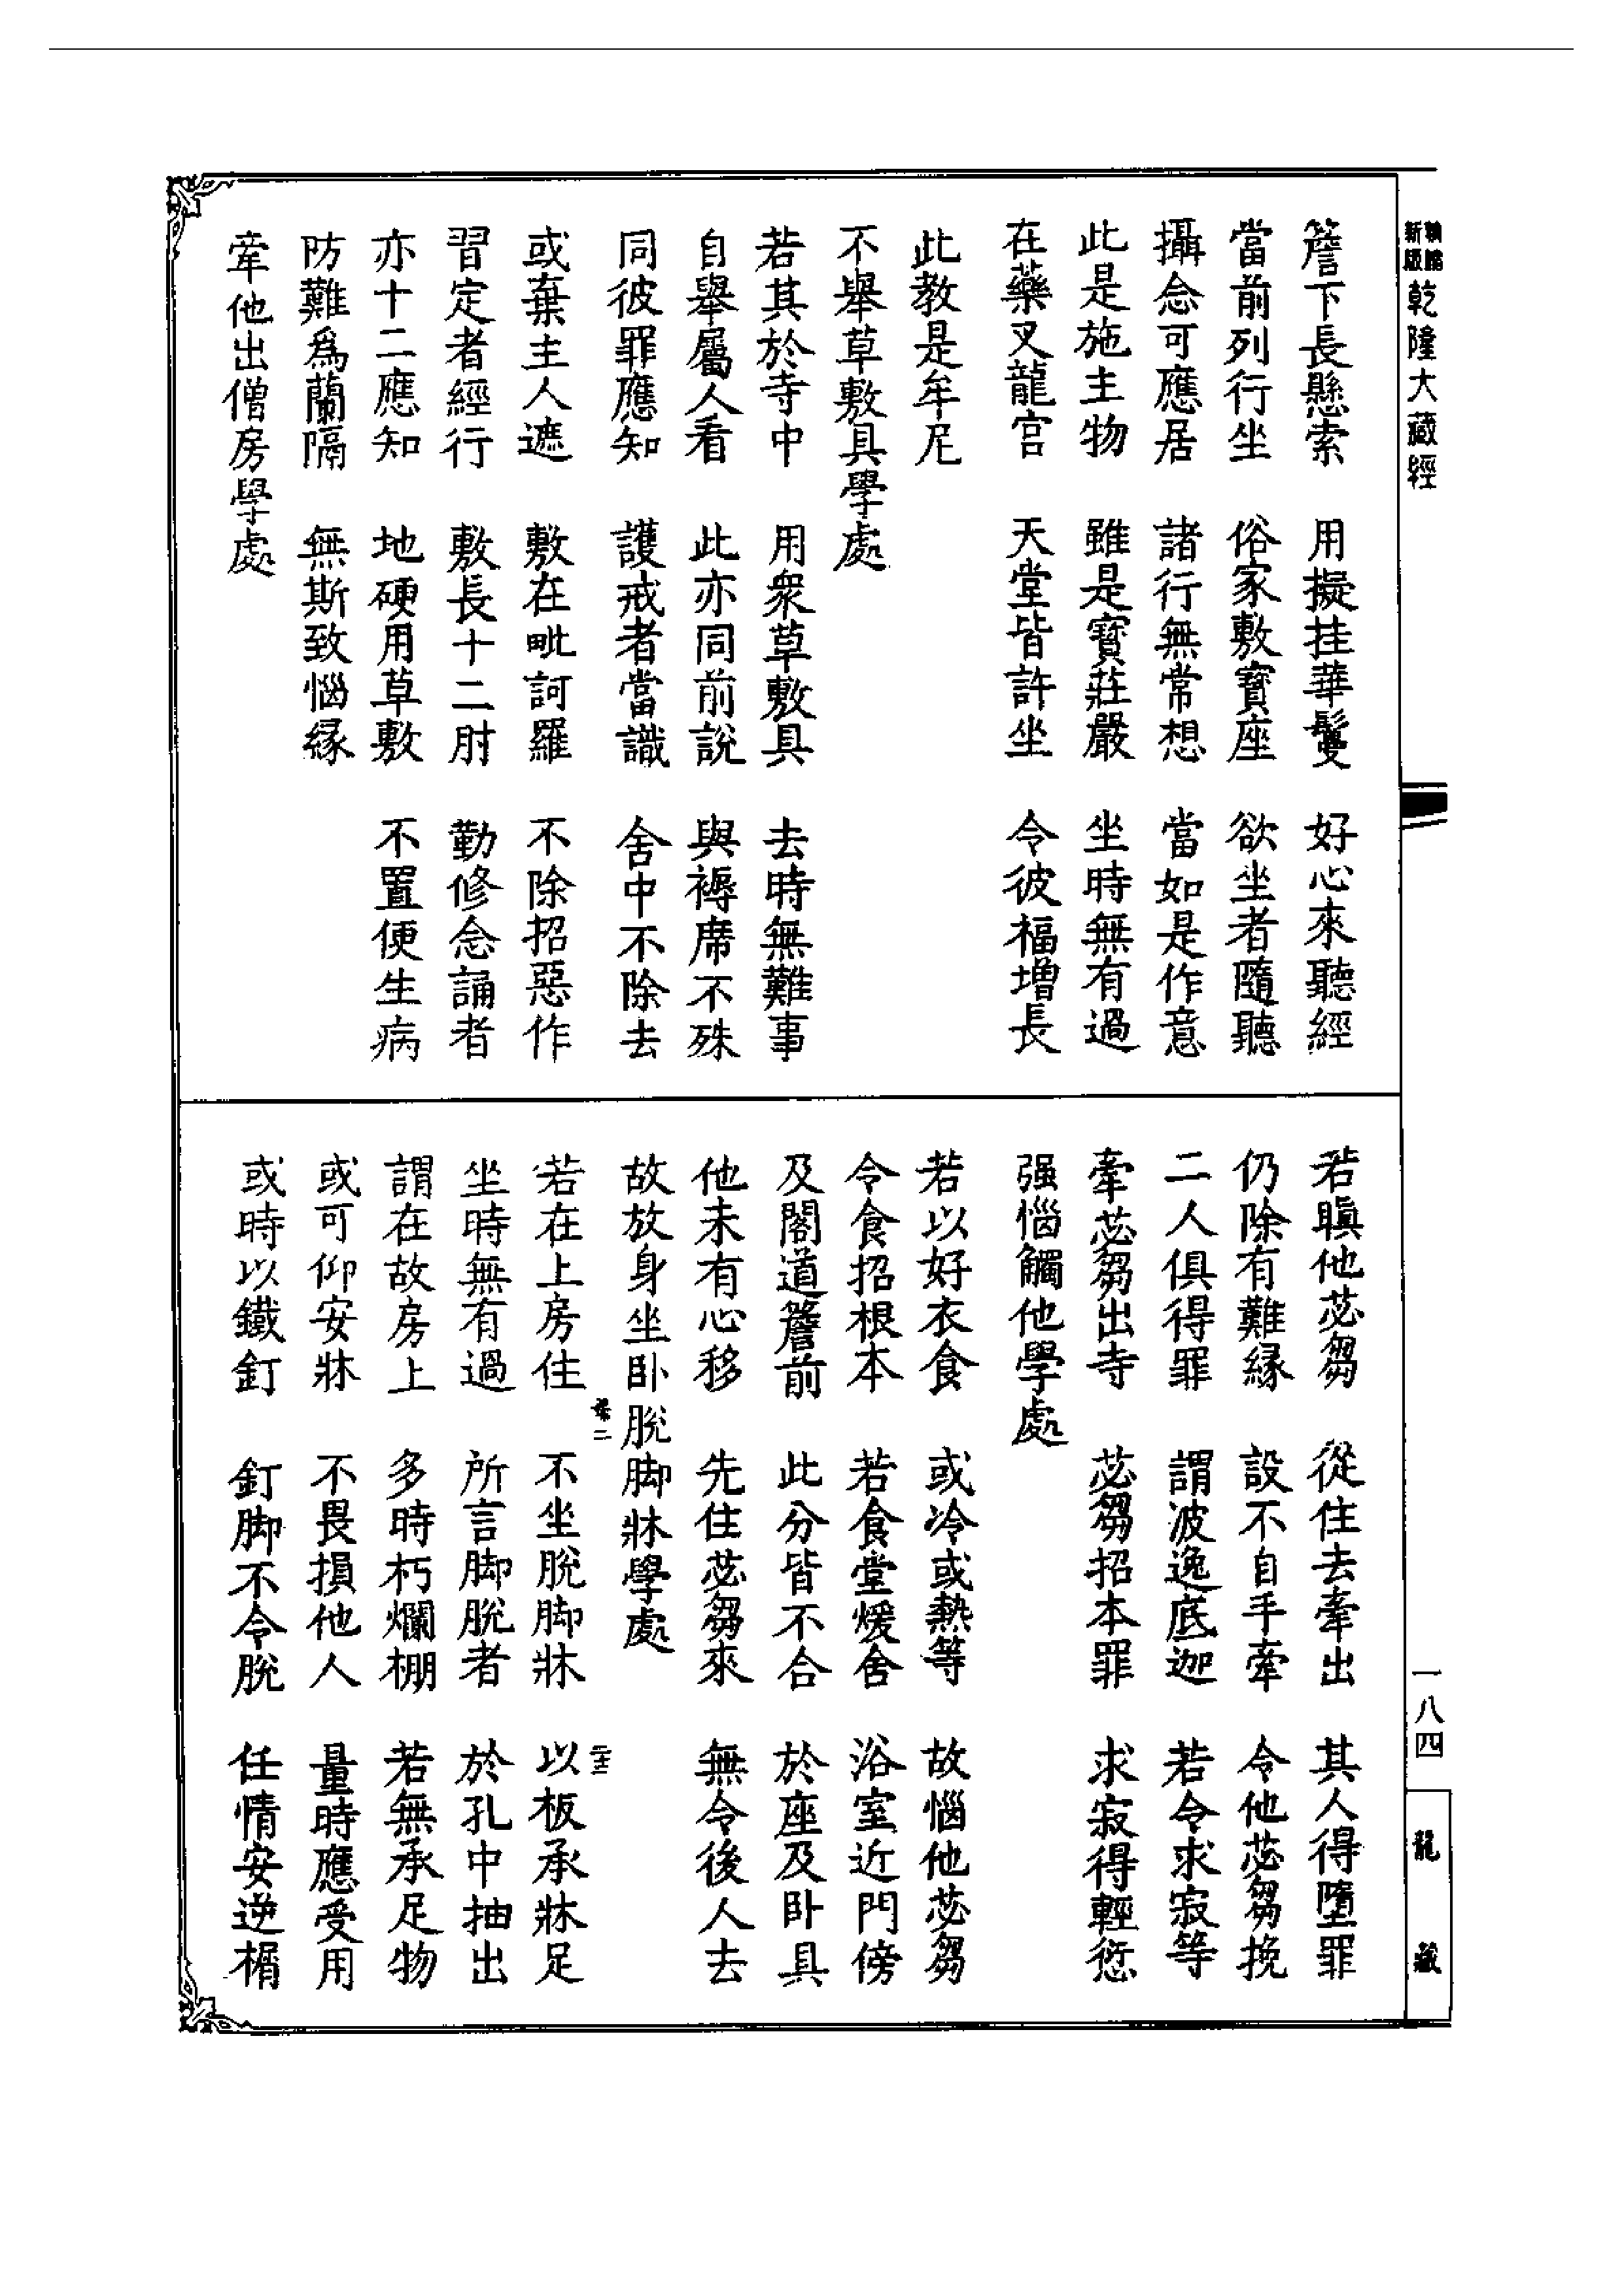 簷下長懸索　用擬挂華鬘　好心來聽經
當前列行坐　俗家敷寶座　欲坐者隨聽
攝念可應居　諸行無常想　當如是作意
此是施主物　雖是寶莊嚴　坐時無有過
在藥叉龍宮　天堂皆許坐　令彼福增長
此教是牟尼
不舉草敷具學處
若其於寺中　用衆草敷具　去時無難事
自舉屬人看　此亦同前說　與褥席不殊
同彼罪應知　護戒者當識　舍中不除去
或棄主人遮　敷在毗訶羅　不除招惡作
習定者經行　敷長十二肘　勤修念誦者
亦十二應知　地硬用草敷　不置便生病
防難爲蘭隔　無斯致惱緣
牽他出僧房學處
若瞋他苾芻　從住去牽出　其人得墮罪
仍除有難緣　設不自手牽　令他苾芻挽
二人俱得罪　謂波逸底迦　若令求寂等
牽苾芻出寺　苾芻招本罪　求寂得輕愆
强惱觸他學處
若以好衣食　或冷或熱等　故惱他苾芻
令食招根本　若食堂煖舍　浴室近門傍
及閣道簷前　此分皆不合　於座及卧具
他未有心移　先住苾芻來　無令後人去
故放身坐卧脫脚牀學處
若在上房住　不坐脫脚牀　以板承牀足
坐時無有過　所言脚脫者　於孔中抽出
謂在故房上　多時朽爛棚　若無承足物
或可仰安牀　不畏損他人　量時應受用
或時以鐵釘　釘脚不令脫　任情安逆楔
新編縮版乾隆大藏經
一八四
龍藏